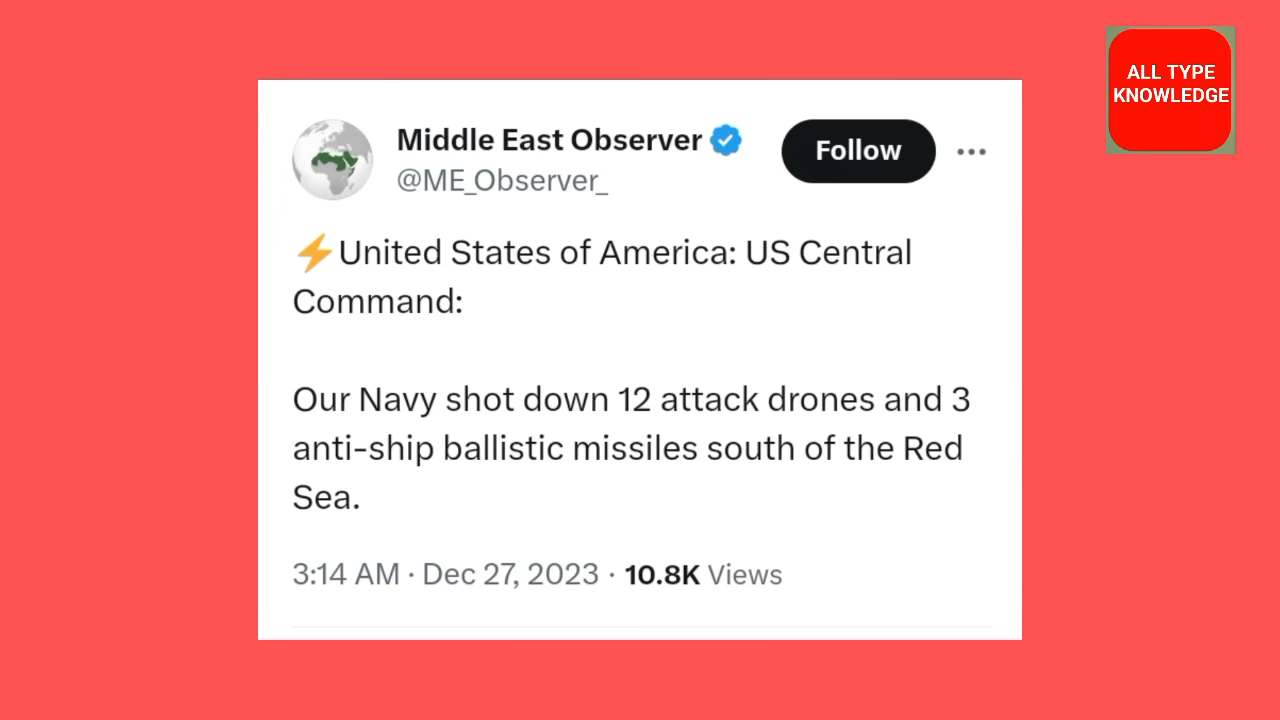 ALL TYPE
KNOWLEDGE
Middle East Observer
@ME_Observer_
Follow
⚡United States of America: US Central
Command:
Our Navy shot down 12 attack drones and 3
anti-ship ballistic missiles south of the Red
Sea.
3:14 AM · Dec 27, 2023 · 10.8K Views